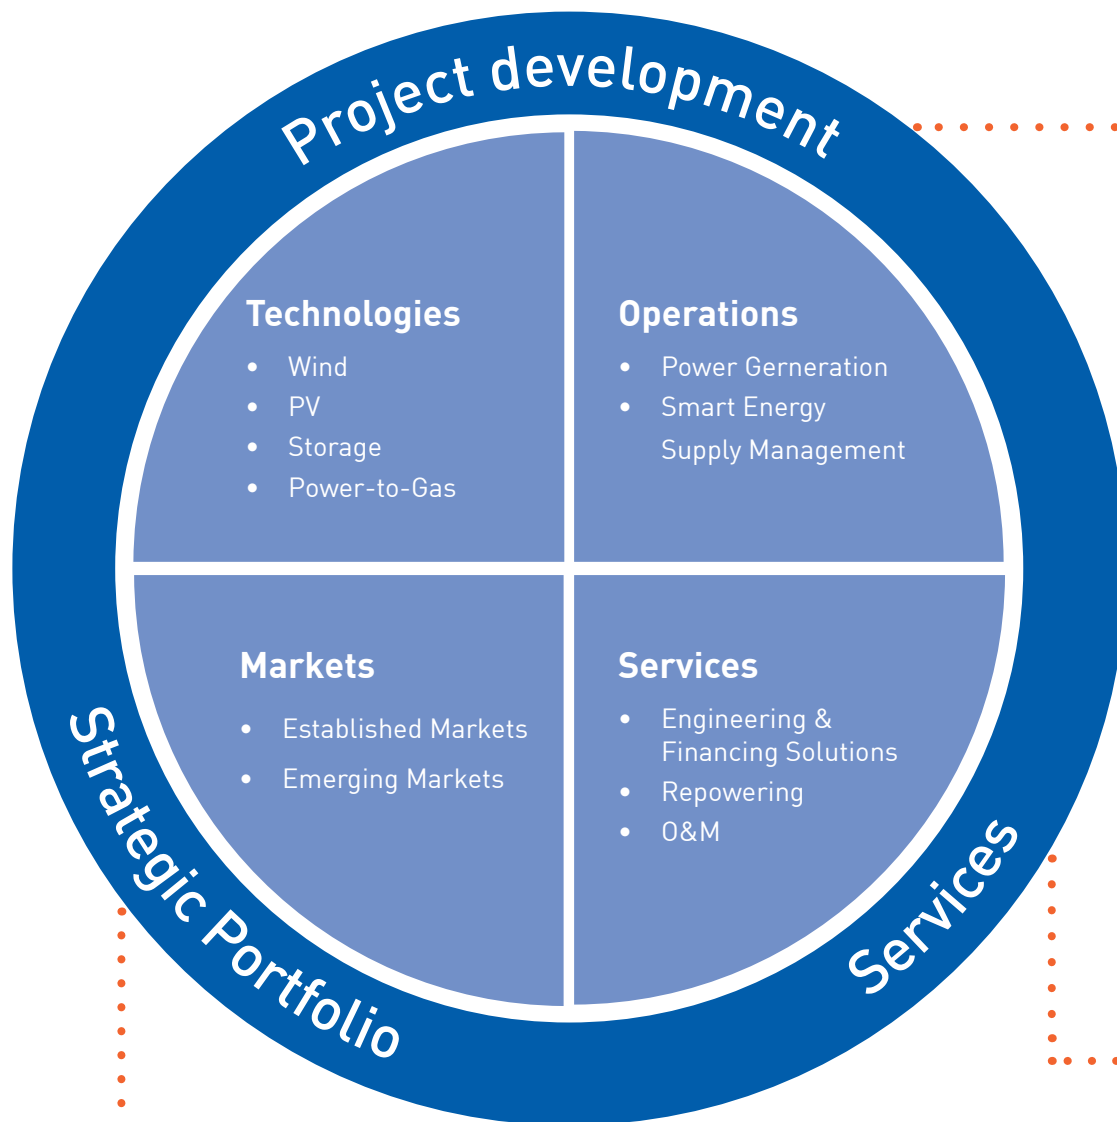 Project development
Technologies
• Wind
• PV
• Storage
• Power-to-Gas
Operations
• Power Gerneration
• Smart Energy
Supply Management
Markets
• Established Markets
• Emerging Markets
Services
• Engineering &
Financing Solutions
• Repowering
• O&M
Strategic Portfolio
Services